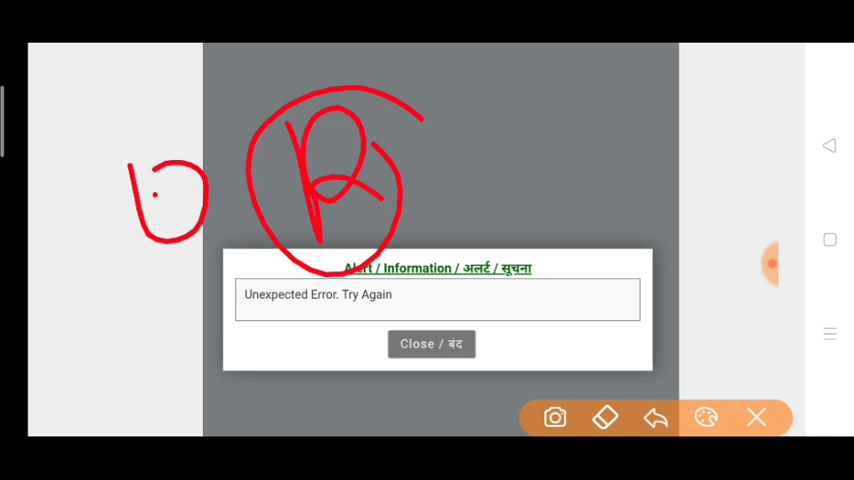 R
Alert / Information / अलर्ट / सूचना
Unexpected Error. Try Again
Close / बंद